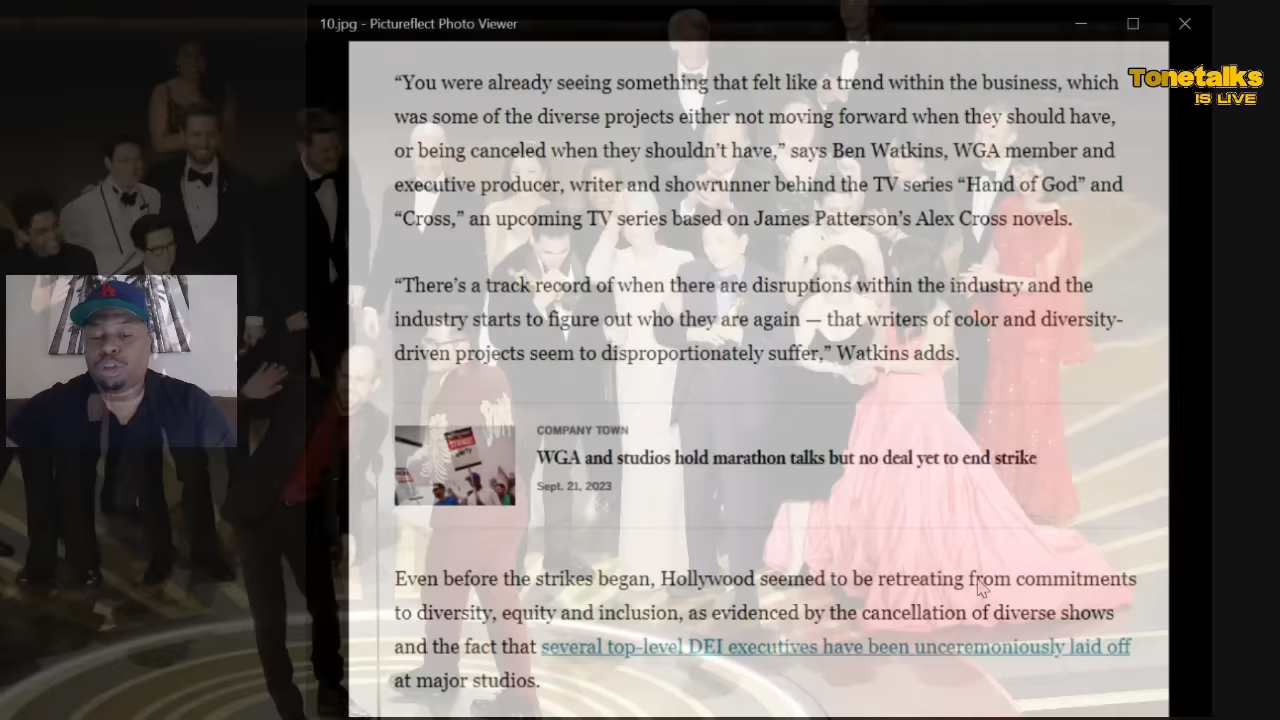 10.jpg - Pictureflect Photo Viewer
Tonetalks
IS LIVE
“You were already seeing something that felt like a trend within the business, which
was some of the diverse projects either not moving forward when they should have,
or being canceled when they shouldn’t have,” says Ben Watkins, WGA member and
executive producer, writer and showrunner behind the TV series “Hand of God” and
“Cross,” an upcoming TV series based on James Patterson’s Alex Cross novels.
“There’s a track record of when there are disruptions within the industry and the
industry starts to figure out who they are again — that writers of color and diversity-
driven projects seem to disproportionately suffer,” Watkins adds.
COMPANY TOWN
WGA and studios hold marathon talks but no deal yet to end strike
Sept. 21, 2023
Even before the strikes began, Hollywood seemed to be retreating from commitments
to diversity, equity and inclusion, as evidenced by the cancellation of diverse shows
and the fact that several top-level DEI executives have been unceremoniously laid off
at major studios.